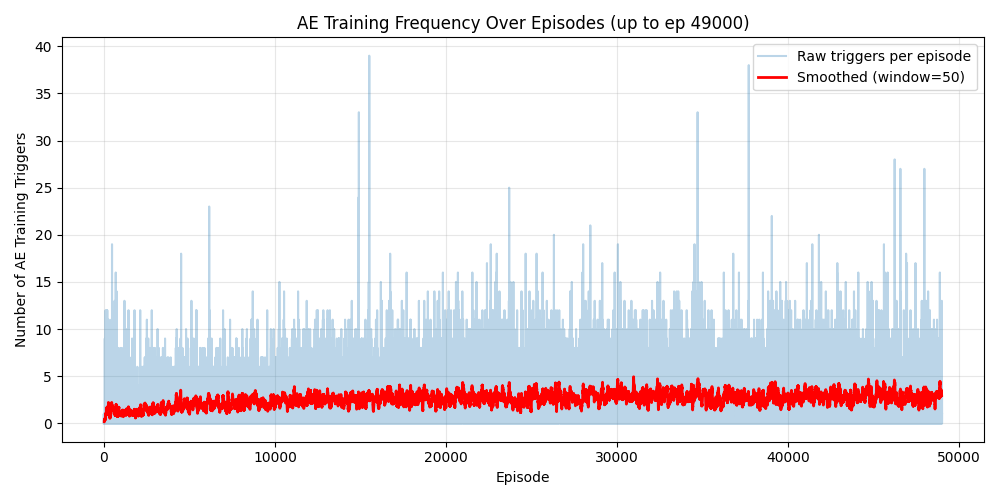 AE Training Frequency Over Episodes (up to ep 49000)
Raw triggers per episode
Smoothed (window=50)
Number of AE Training Triggers
40
35
30
25
20
15
10
5
0
0 10000 20000 30000 40000 50000
Episode